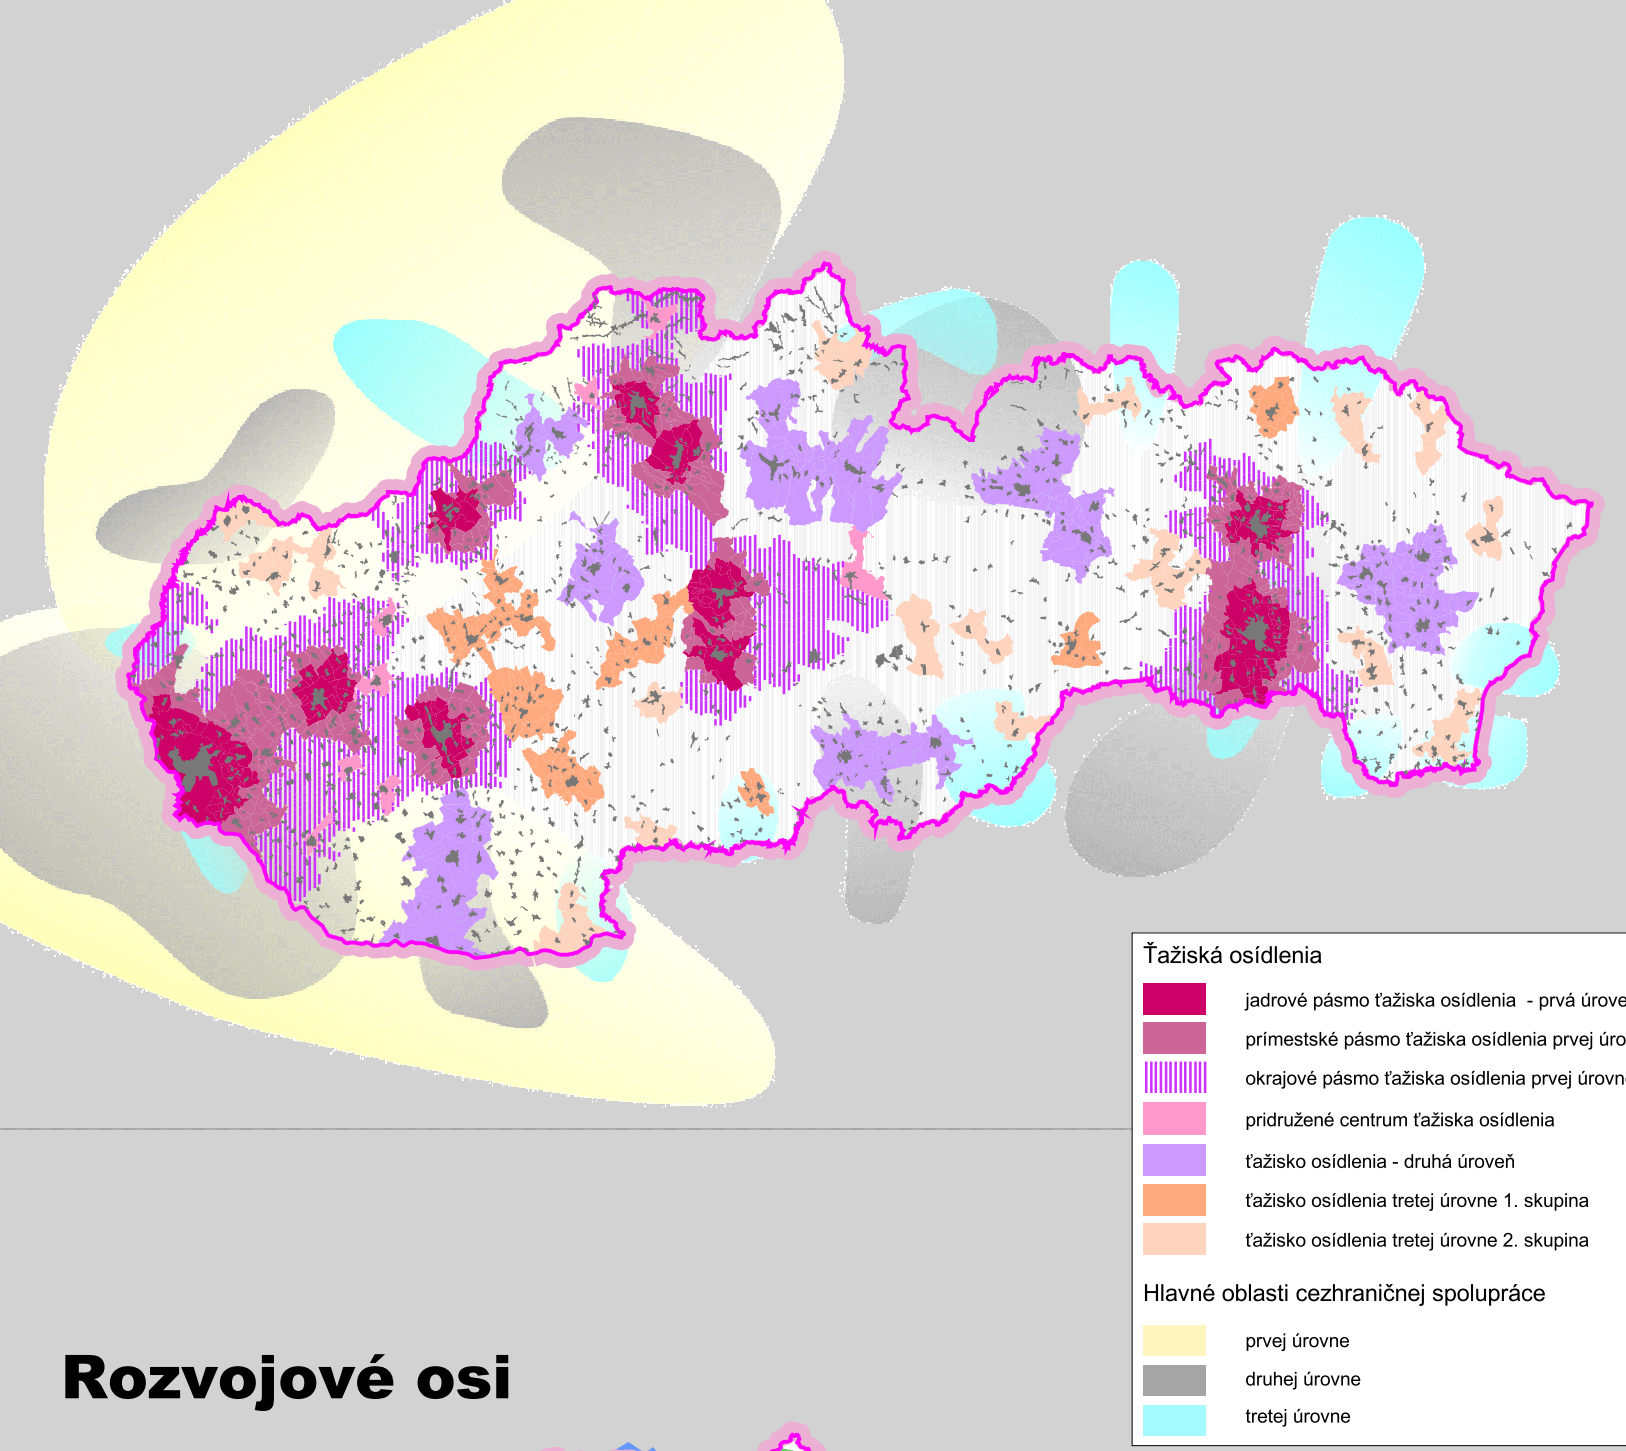 Ťažiská osídlenia
jadrové pásmo ťažiska osídlenia - prvá úrove
prímestské pásmo ťažiska osídlenia prvej úro
okrajové pásmo ťažiska osídlenia prvej úrovn
pridružené centrum ťažiska osídlenia
ťažisko osídlenia - druhá úroveň
ťažisko osídlenia tretej úrovne 1. skupina
ťažisko osídlenia tretej úrovne 2. skupina
Hlavné oblasti cezhraničnej spolupráce
prvej úrovne
druhej úrovne
tretej úrovne
Rozvojové osi